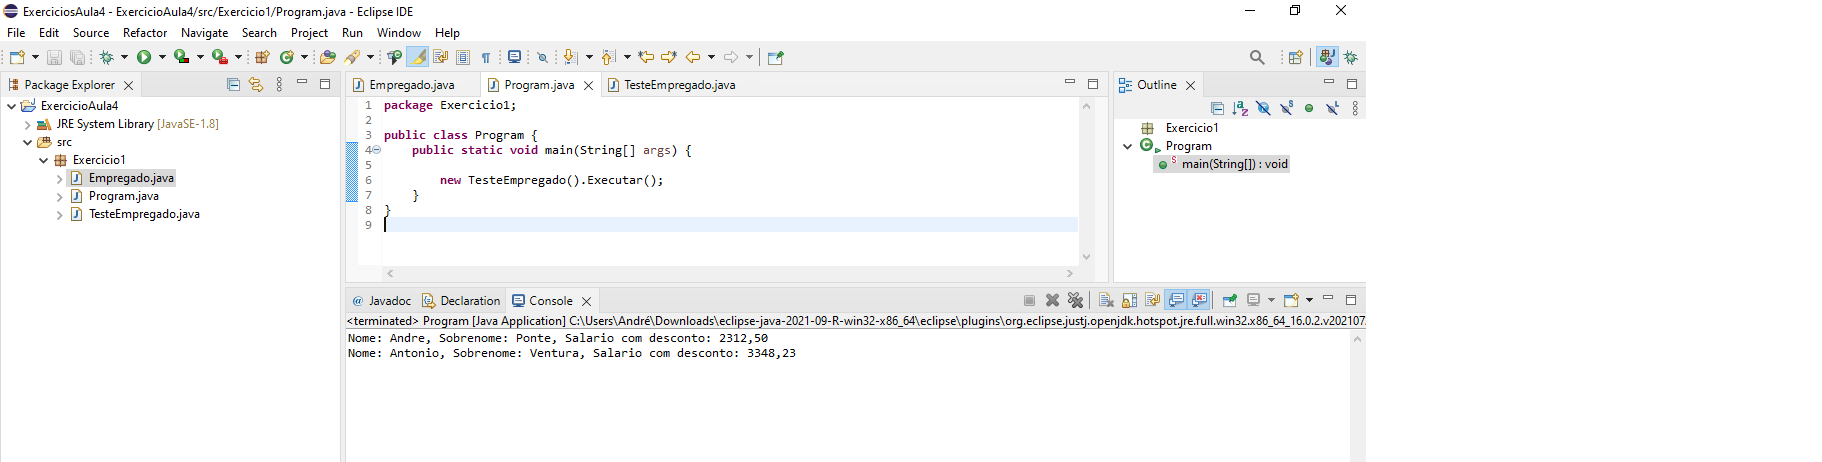 ExerciciosAula4 - ExercicioAula4/src/Exercicio1/Program.java - Eclipse IDE
File Edit Source Refactor Navigate Search Project Run Window Help
Package Explorer
ExercicioAula4
JRE System Library [JavaSE-1.8]
src
Exercicio1
Empregado.java
Program.java
TesteEmpregado.java
Empregado.java Program.java TesteEmpregado.java
1 package Exercicio1;
2
3 public class Program {
4 public static void main(String[] args) {
5
6 new TesteEmpregado().Executar();
7 }
8 }
9
Outline
Exercicio1
Program
main(String[]) : void
Javadoc Declaration Console
<terminated> Program [Java Application] C:\Users\André\Downloads\eclipse-java-2021-09-R-win32-x86_64\eclipse\plugins\org.eclipse.justj.openjdk.hotspot.jre.full.win32.x86_64_16.0.2.v202107
Nome: Andre, Sobrenome: Ponte, Salario com desconto: 2312,50
Nome: Antonio, Sobrenome: Ventura, Salario com desconto: 3348,23